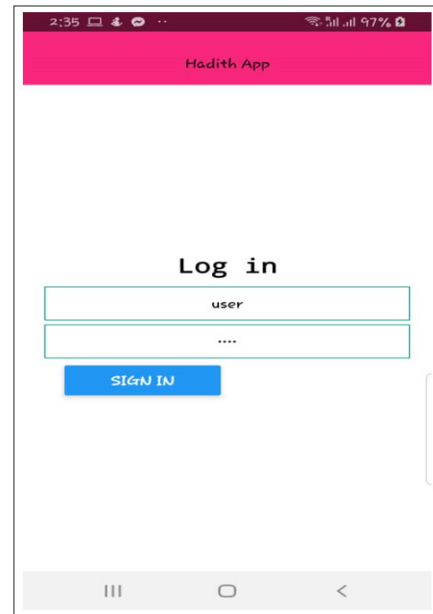 2:35 97%
Hadith App
Log in
user
....
SIGN IN